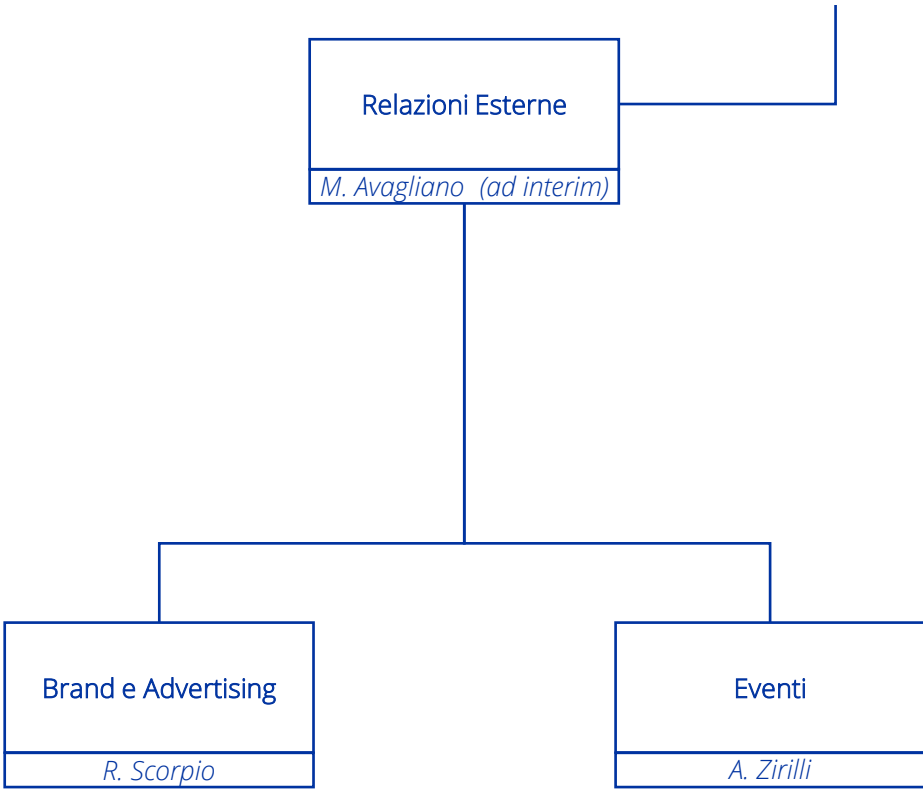 Relazioni Esterne
M. Avagliano (ad interim)
Brand e Advertising
R. Scorpio
Eventi
A. Zirilli